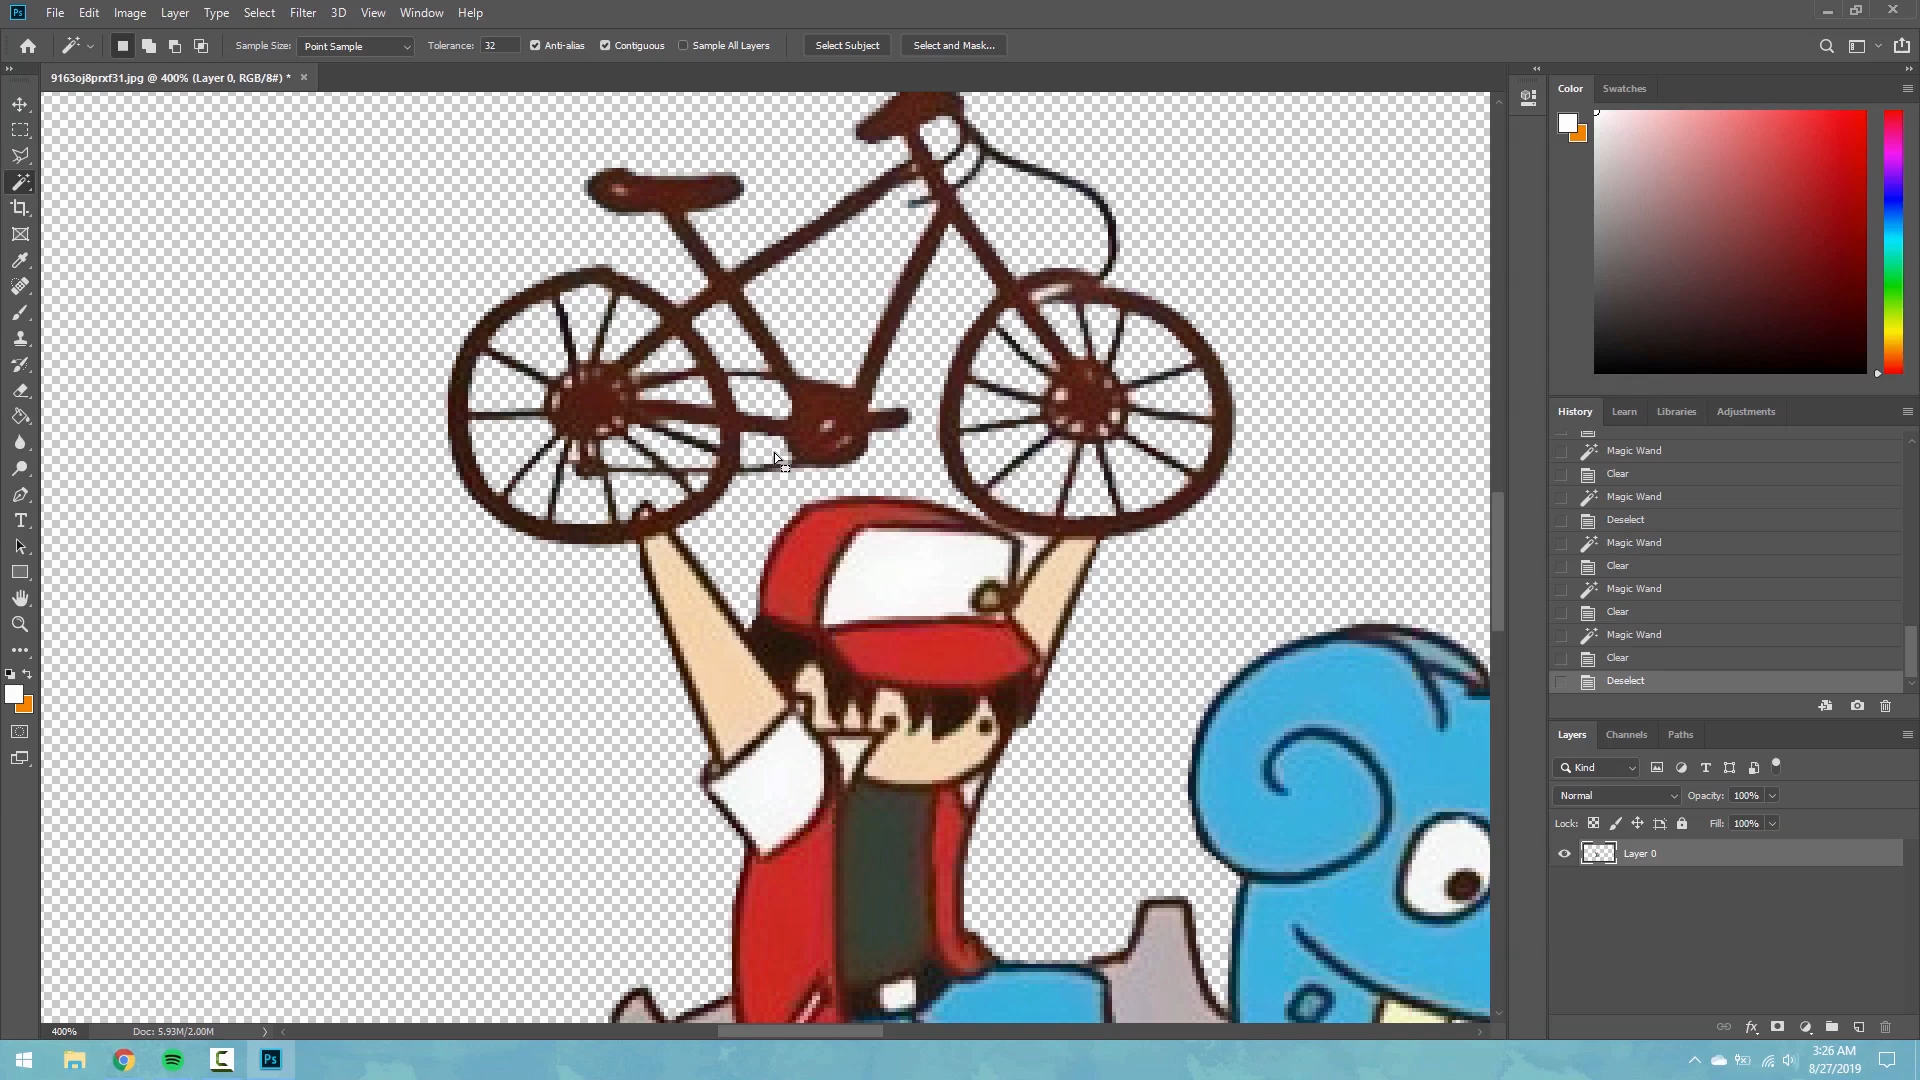 Ps File Edit Image Layer Type Select Filter 3D View Window Help
Sample Size: Point Sample Tolerance: 32 Anti-alias Contiguous Sample All Layers Select Subject Select and Mask...
9163oj8prxf31.jpg @ 400% (Layer 0, RGB/8#) *
Color Swatches
History Learn Libraries Adjustments
Magic Wand
Clear
Magic Wand
Deselect
Magic Wand
Clear
Magic Wand
Clear
Magic Wand
Clear
Deselect
Layers Channels Paths
Kind
Normal Opacity: 100%
Lock: Fill: 100%
Layer 0
400% Doc: 5.93M/2.00M
Ps
3:26 AM
8/27/2019